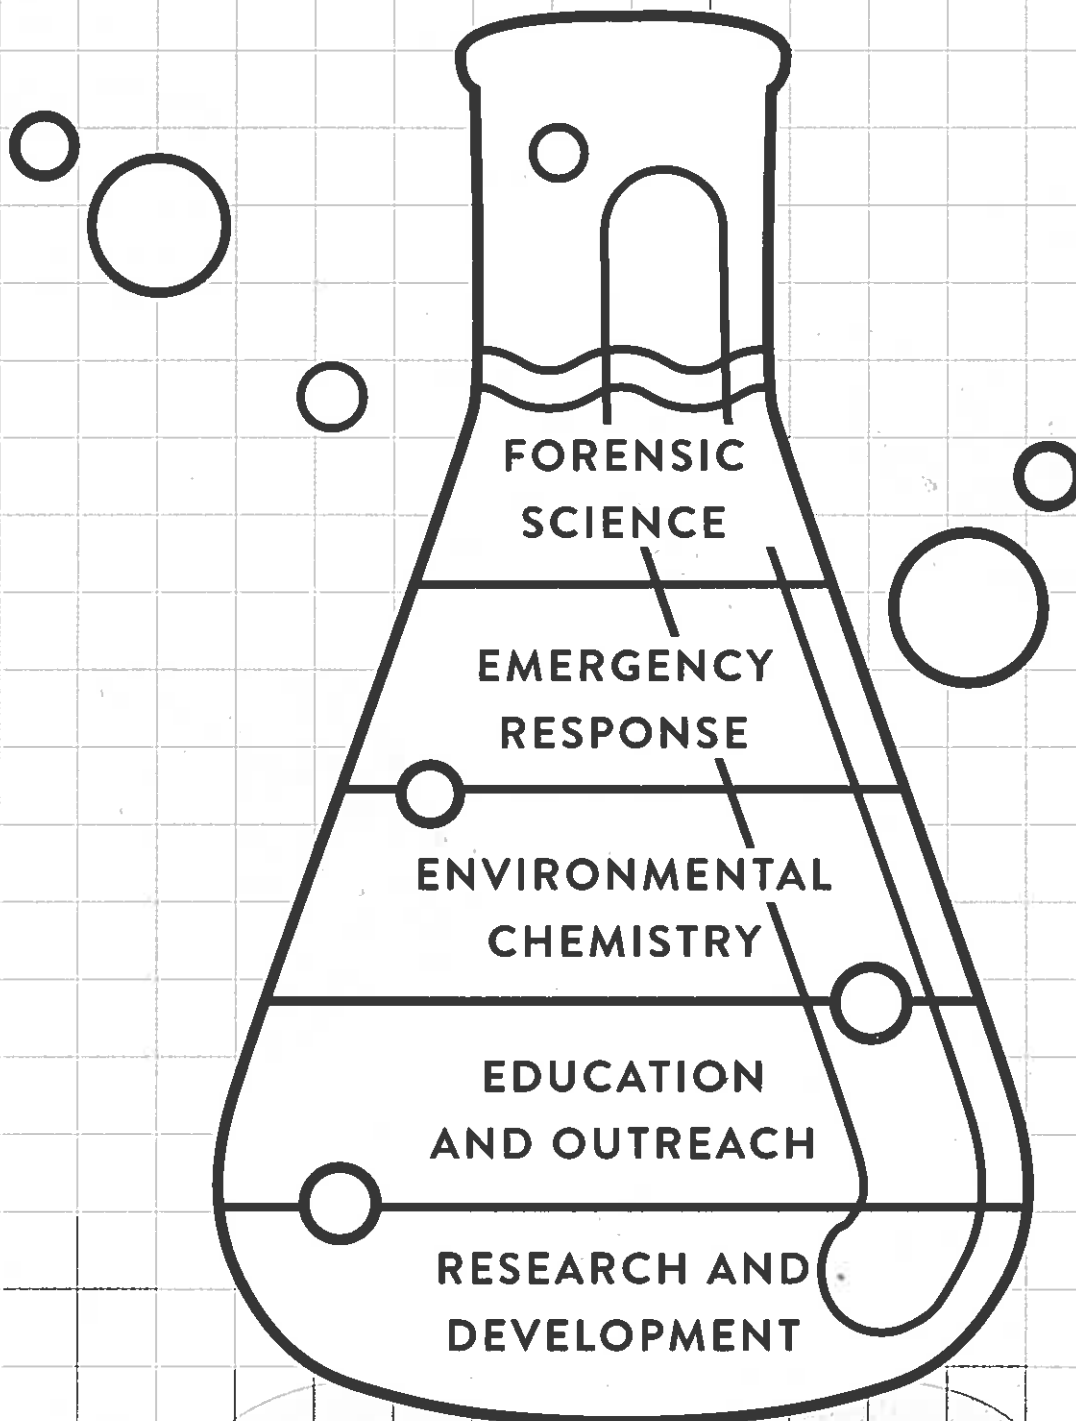 FORENSIC
SCIENCE
EMERGENCY
RESPONSE
ENVIRONMENTAL
CHEMISTRY
EDUCATION
AND OUTREACH
RESEARCH AND
DEVELOPMENT